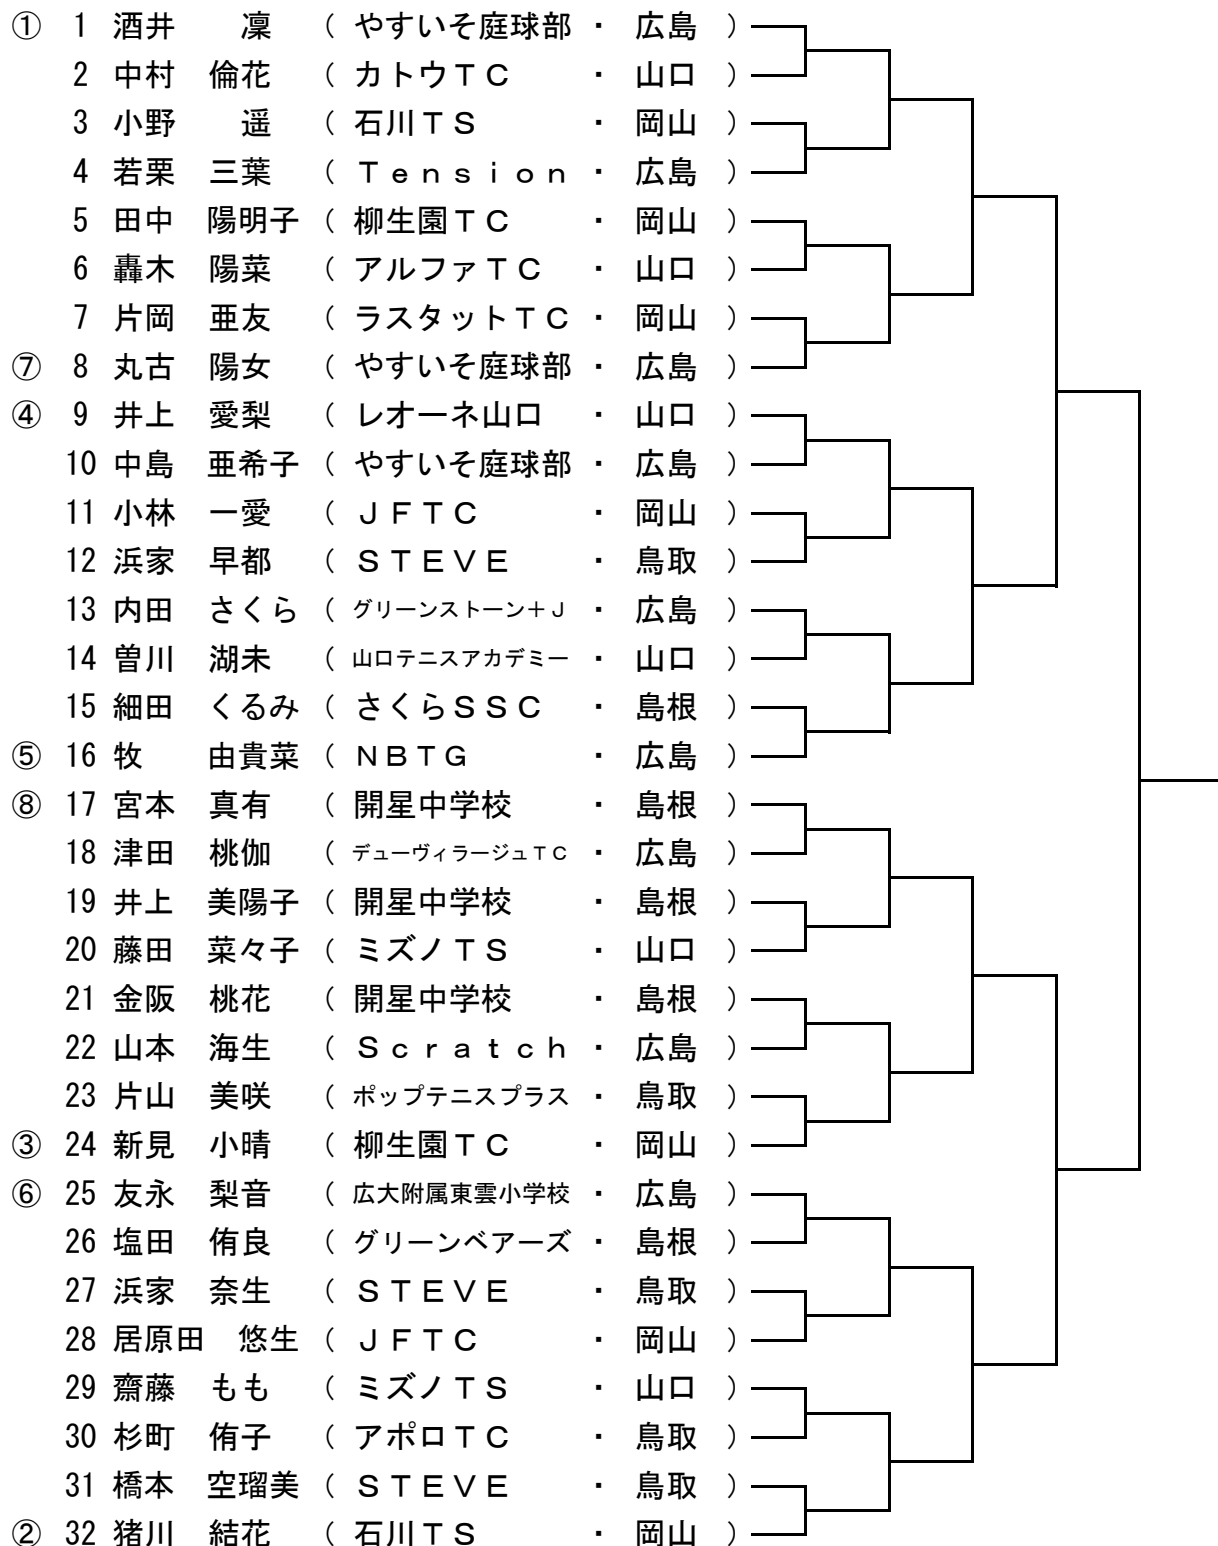 ① 1 酒井 凜 ( やすいそ庭球部 ・ 広島 )
2 中村 倫花 ( カトウTC ・ 山口 )
3 小野 遥 ( 石川TS ・ 岡山 )
4 若栗 三葉 ( Tension ・ 広島 )
5 田中 陽明子 ( 柳生園TC ・ 岡山 )
6 轟木 陽菜 ( アルファTC ・ 山口 )
7 片岡 亜友 ( ラスタットTC ・ 岡山 )
⑦ 8 丸古 陽女 ( やすいそ庭球部 ・ 広島 )
④ 9 井上 愛梨 ( レオーネ山口 ・ 山口 )
10 中島 亜希子 ( やすいそ庭球部 ・ 広島 )
11 小林 一愛 ( JFTC ・ 岡山 )
12 浜家 早都 ( STEVE ・ 鳥取 )
13 内田 さくら ( グリーンストーン+J ・ 広島 )
14 曽川 湖未 ( 山口テニスアカデミー ・ 山口 )
15 細田 くるみ ( さくらSSC ・ 島根 )
⑤ 16 牧 由貴菜 ( NBTG ・ 広島 )
⑧ 17 宮本 真有 ( 開星中学校 ・ 島根 )
18 津田 桃伽 ( デューヴィラージュTC ・ 広島 )
19 井上 美陽子 ( 開星中学校 ・ 島根 )
20 藤田 菜々子 ( ミズノTS ・ 山口 )
21 金阪 桃花 ( 開星中学校 ・ 島根 )
22 山本 海生 ( Scratch ・ 広島 )
23 片山 美咲 ( ポップテニスプラス ・ 鳥取 )
③ 24 新見 小晴 ( 柳生園TC ・ 岡山 )
⑥ 25 友永 梨音 ( 広大附属東雲小学校 ・ 広島 )
26 塩田 侑良 ( グリーンベアーズ ・ 島根 )
27 浜家 奈生 ( STEVE ・ 鳥取 )
28 居原田 悠生 ( JFTC ・ 岡山 )
29 齋藤 もも ( ミズノTS ・ 山口 )
30 杉町 侑子 ( アポロTC ・ 鳥取 )
31 橋本 空瑠美 ( STEVE ・ 鳥取 )
② 32 猪川 結花 ( 石川TS ・ 岡山 )